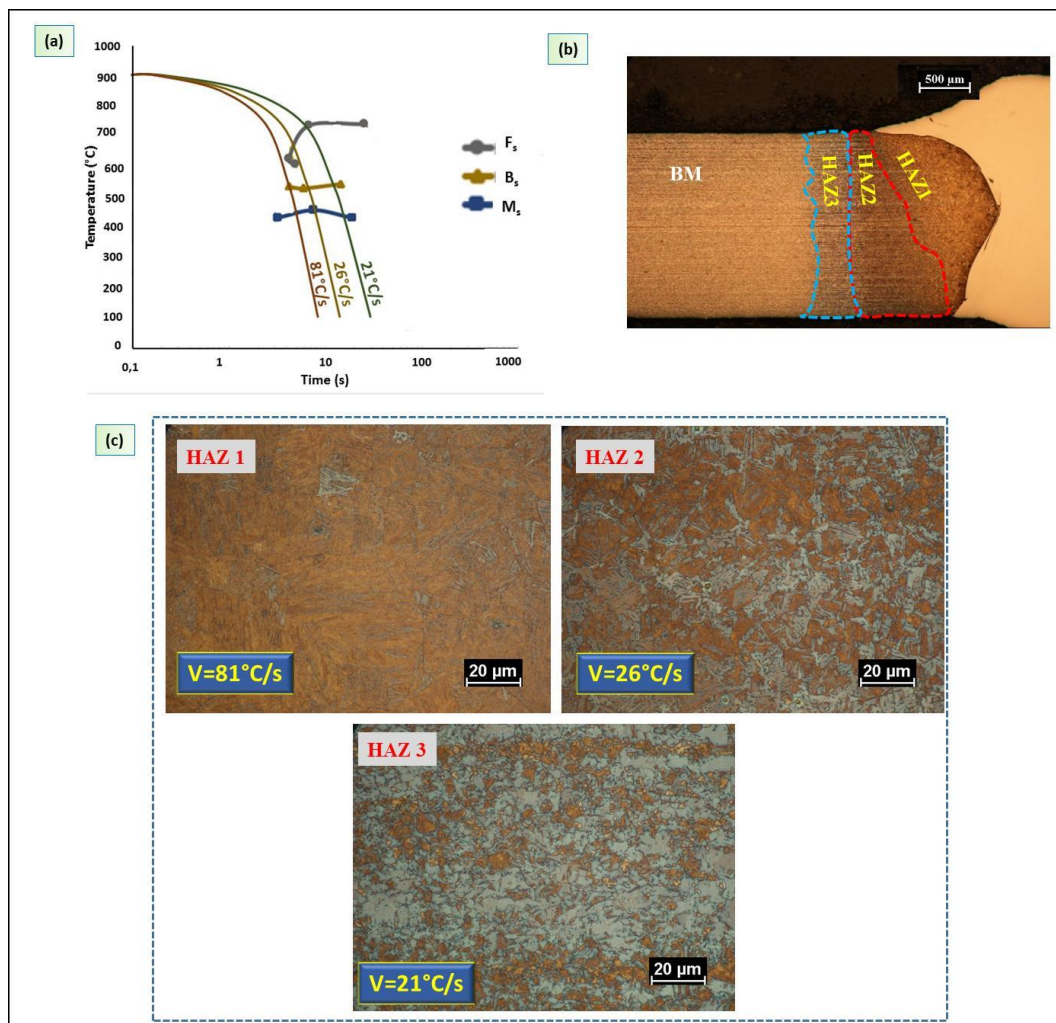 (a)
1000
900
800
700
600
500
400
300
200
100
0
Temperature (°C)
0,1
1
10
100
1000
Time (s)
81°C/s
26°C/s
21°C/s
Fs
Bs
Ms
(b)
500 µm
BM
HAZ3
HAZ2
HAZ1
(c)
HAZ 1
V=81°C/s
20 µm
HAZ 2
V=26°C/s
20 µm
HAZ 3
V=21°C/s
20 µm